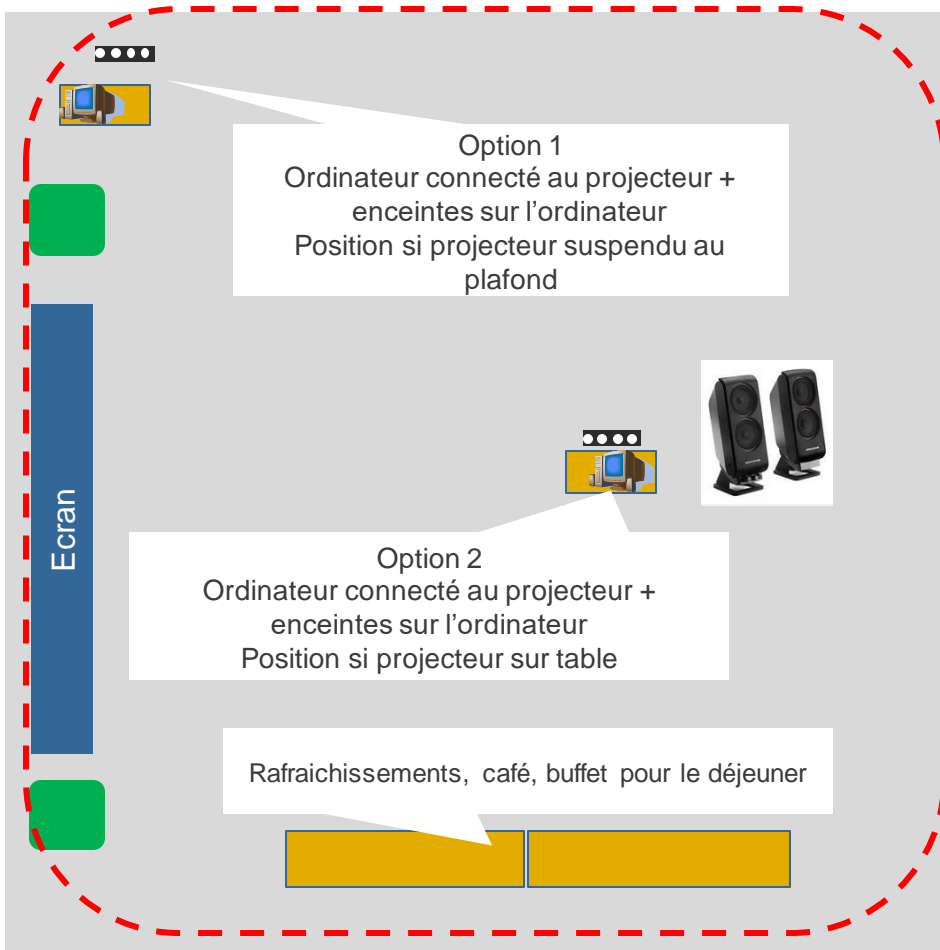 Option 1
Ordinateur connecté au projecteur +
enceintes sur l’ordinateur
Position si projecteur suspendu au
plafond
Ecran
Option 2
Ordinateur connecté au projecteur +
enceintes sur l’ordinateur
Position si projecteur sur table
Rafraichissements, café, buffet pour le déjeuner